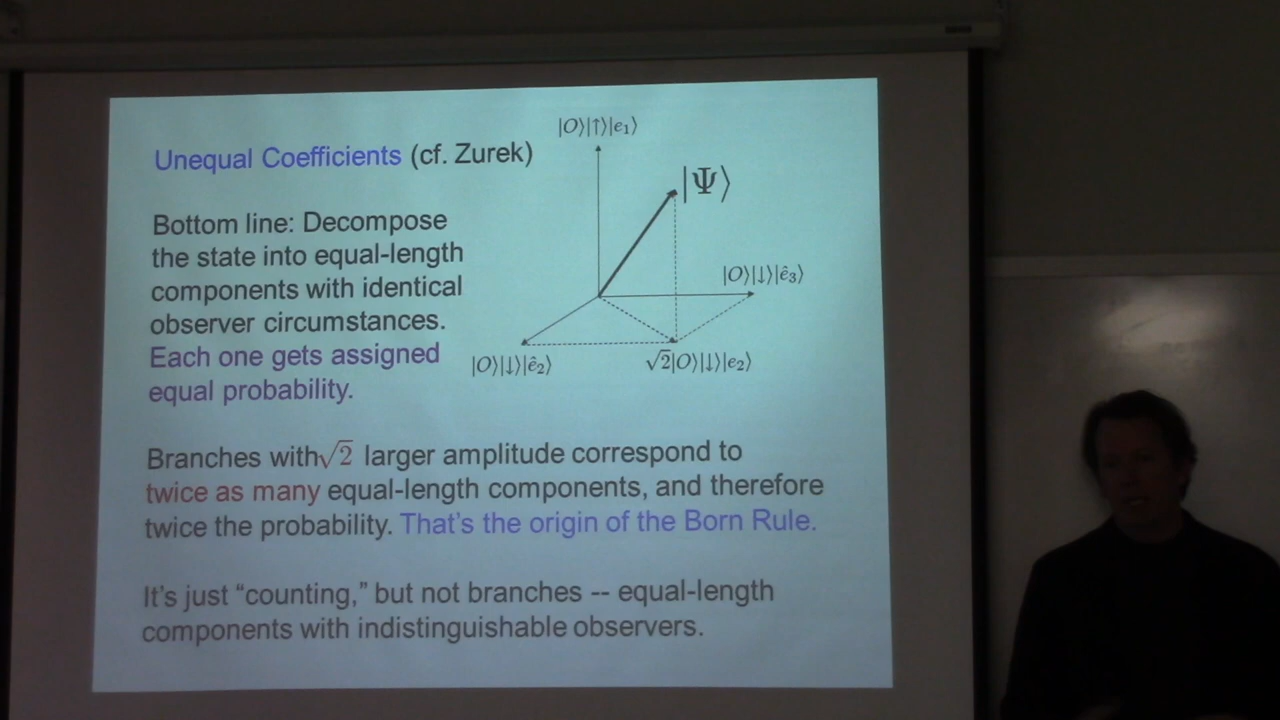 |O⟩|↑⟩|e₁⟩
Unequal Coefficients (cf. Zurek)
|Ψ⟩
Bottom line: Decompose
the state into equal-length
components with identical
observer circumstances.
Each one gets assigned
equal probability.
|O⟩|↓⟩|ê₃⟩
|O⟩|↓⟩|ê₂⟩
√2|O⟩|↓⟩|e₂⟩
Branches with √2 larger amplitude correspond to
twice as many equal-length components, and therefore
twice the probability. That's the origin of the Born Rule.
It's just “counting,” but not branches -- equal-length
components with indistinguishable observers.